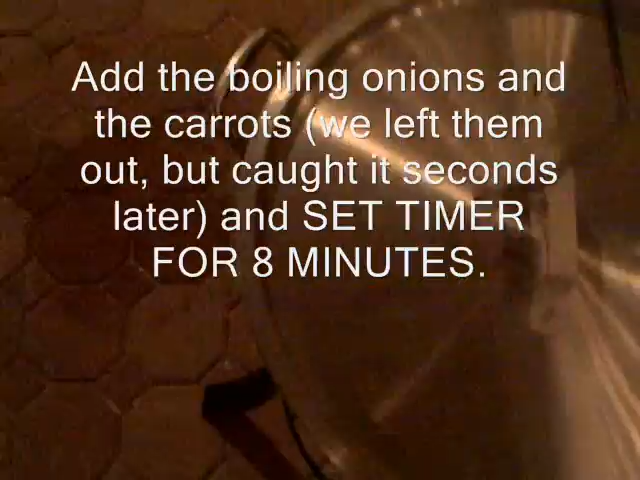 Add the boiling onions and
the carrots (we left them
out, but caught it seconds
later) and SET TIMER
FOR 8 MINUTES.